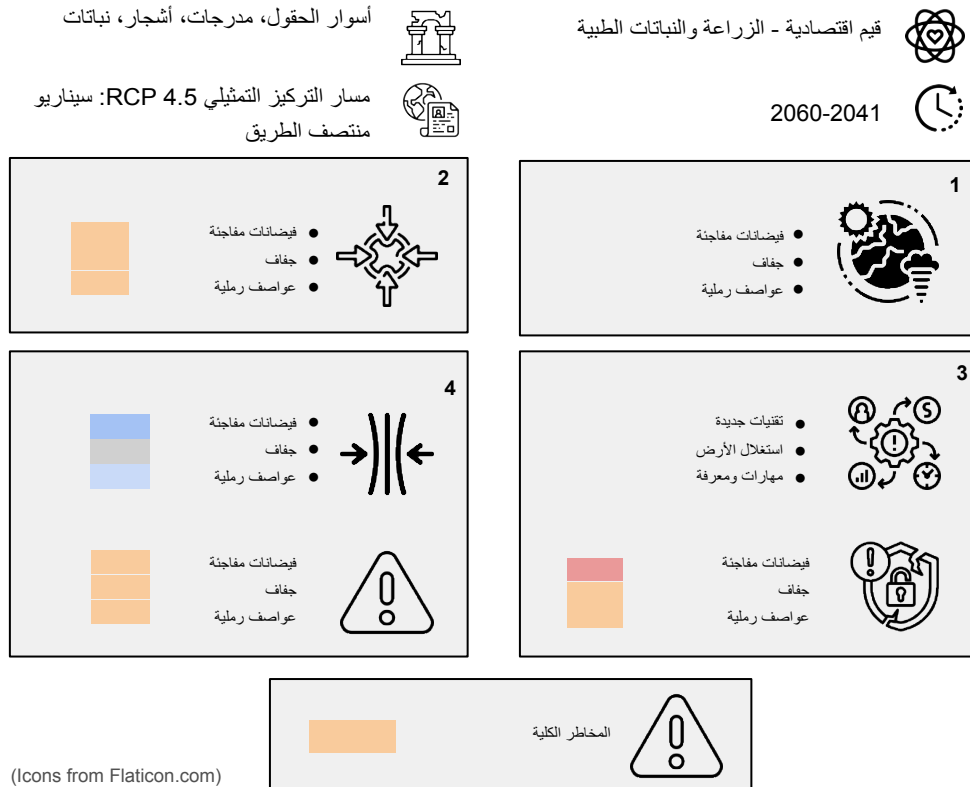 قيم اقتصادية - الزراعة والنباتات الطبية
أسوار الحقول، مدرجات، أشجار، نباتات
2060-2041
مسار التركيز التمثيلي RCP 4.5: سيناريو
منتصف الطريق
1
● فيضانات مفاجئة
● جفاف
● عواصف رملية
2
● فيضانات مفاجئة
● جفاف
● عواصف رملية
3
● تقنيات جديدة
● استغلال الأرض
● مهارات ومعرفة
فيضانات مفاجئة
جفاف
عواصف رملية
4
● فيضانات مفاجئة
● جفاف
● عواصف رملية
فيضانات مفاجئة
جفاف
عواصف رملية
المخاطر الكلية
(Icons from Flaticon.com)